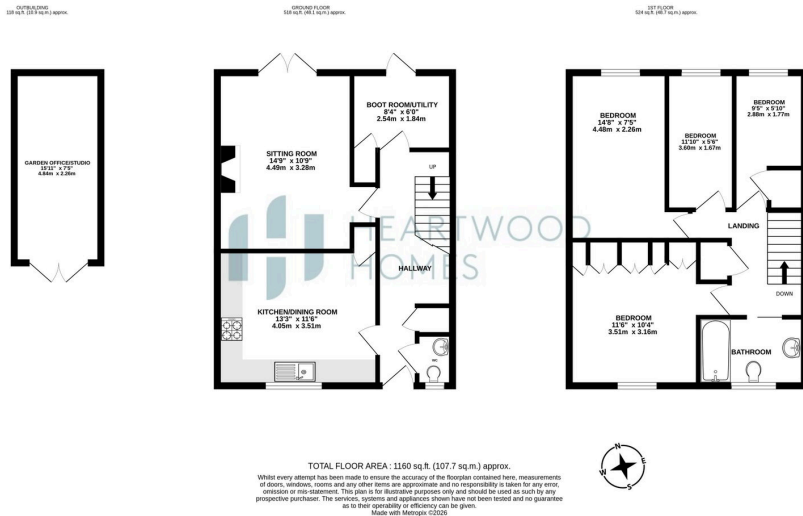 OUTBUILDING
118 sq.ft. (10.9 sq.m.) approx.
GROUND FLOOR
518 sq.ft. (48.1 sq.m.) approx.
1ST FLOOR
524 sq.ft. (48.7 sq.m.) approx.
GARDEN OFFICE/STUDIO
15'11" x 7'5"
4.84m x 2.26m
SITTING ROOM
14'9" x 10'9"
4.49m x 3.28m
BOOT ROOM/UTILITY
8'4" x 6'0"
2.54m x 1.84m
UP
HALLWAY
KITCHEN/DINING ROOM
13'3" x 11'6"
4.05m x 3.51m
WC
BEDROOM
14'8" x 7'5"
4.48m x 2.26m
BEDROOM
11'10" x 5'6"
3.60m x 1.67m
BEDROOM
9'5" x 5'10"
2.88m x 1.77m
LANDING
DOWN
BEDROOM
11'6" x 10'4"
3.51m x 3.16m
BATHROOM
HEARTWOOD
HOMES
N
E
S
W
TOTAL FLOOR AREA : 1160 sq.ft. (107.7 sq.m.) approx.
Whilst every attempt has been made to ensure the accuracy of the floorplan contained here, measurements
of doors, windows, rooms and any other items are approximate and no responsibility is taken for any error,
omission or mis-statement. This plan is for illustrative purposes only and should be used as such by any
prospective purchaser. The services, systems and appliances shown have not been tested and no guarantee
as to their operability or efficiency can be given.
Made with Metropix ©2026